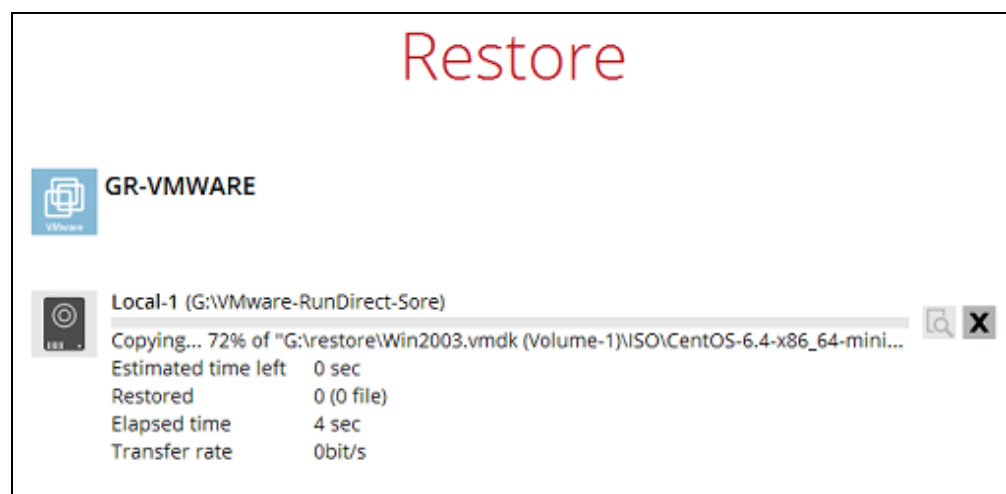 Restore
GR-VMWARE
VMware
Local-1 (G:\VMware-RunDirect-Sore)
Copying... 72% of "G:\restore\Win2003.vmdk (Volume-1)\ISO\CentOS-6.4-x86_64-mini...
Estimated time left 0 sec
Restored 0 (0 file)
Elapsed time 4 sec
Transfer rate 0bit/s